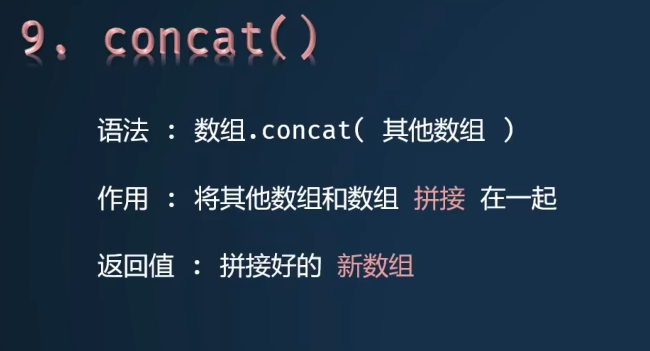 9. concat()
语法 : 数组.concat( 其他数组 )
作用 : 将其他数组和数组 拼接 在一起
返回值 : 拼接好的 新数组